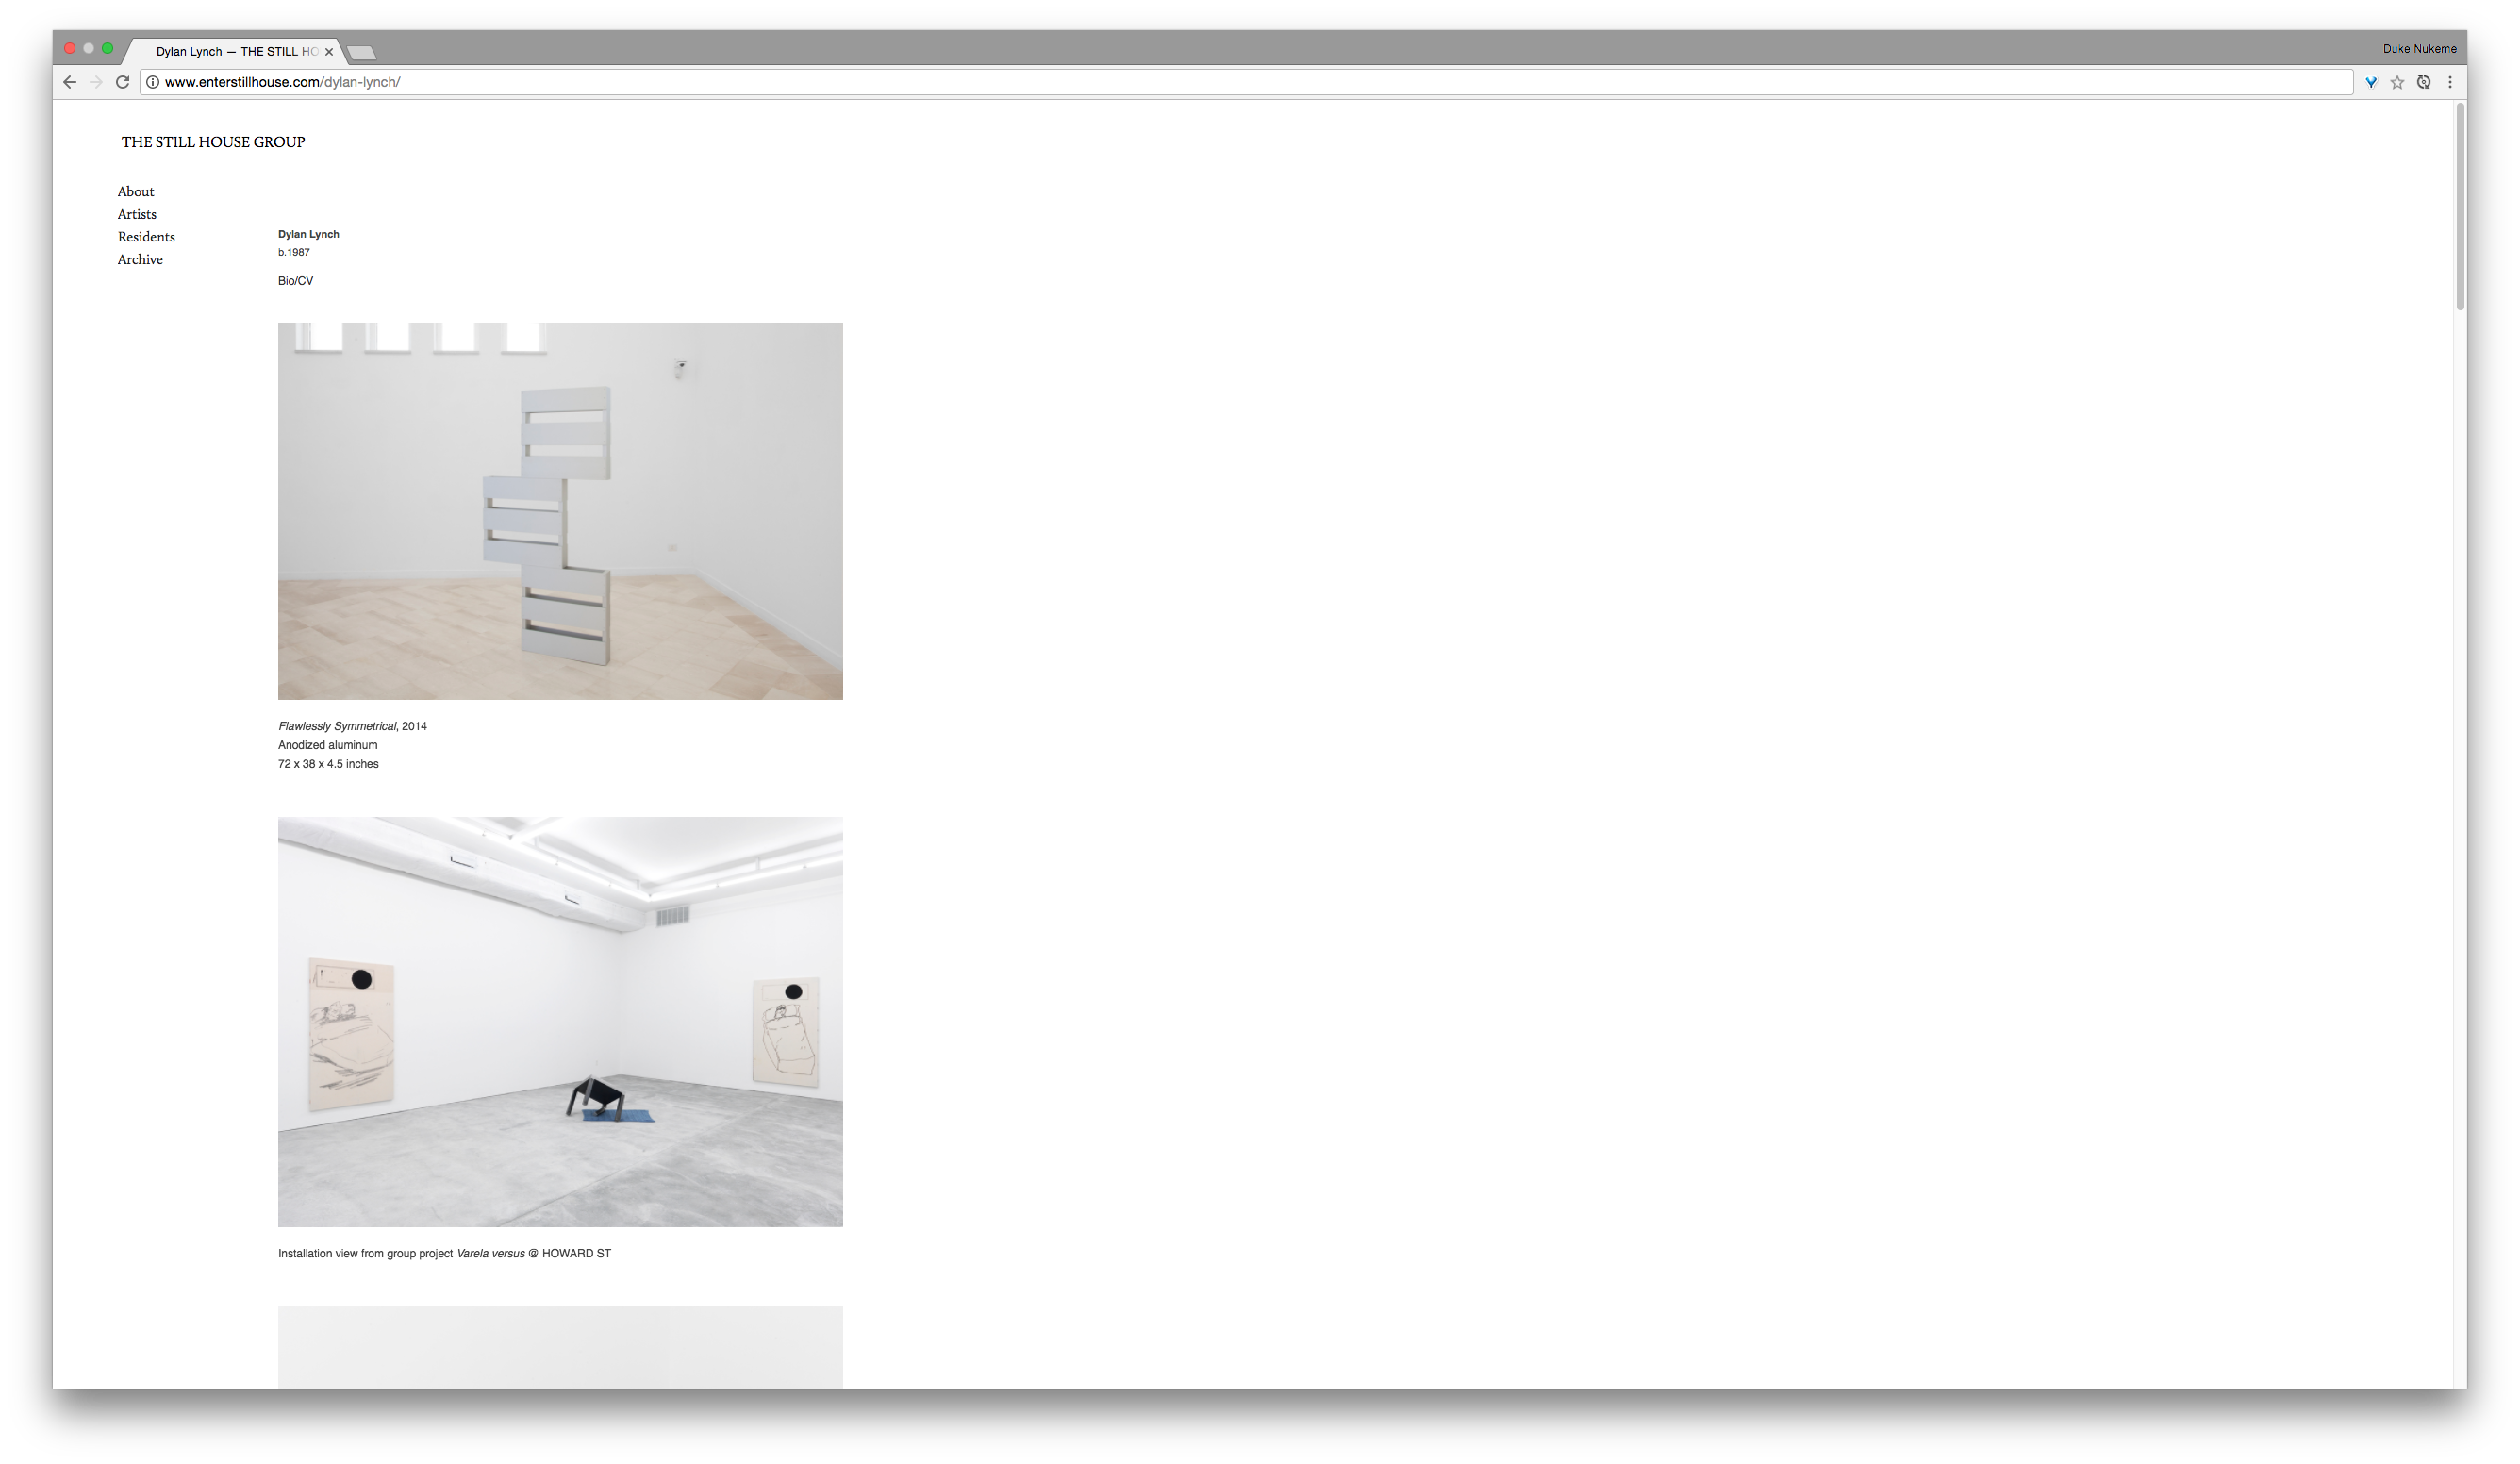 Dylan Lynch — THE STILL HO
Duke Nukeme
www.enterstillhouse.com/dylan-lynch/
THE STILL HOUSE GROUP
About
Artists
Residents
Archive
Dylan Lynch
b.1987
Bio/CV
Flawlessly Symmetrical, 2014
Anodized aluminum
72 x 38 x 4.5 inches
Installation view from group project Varela versus @ HOWARD ST